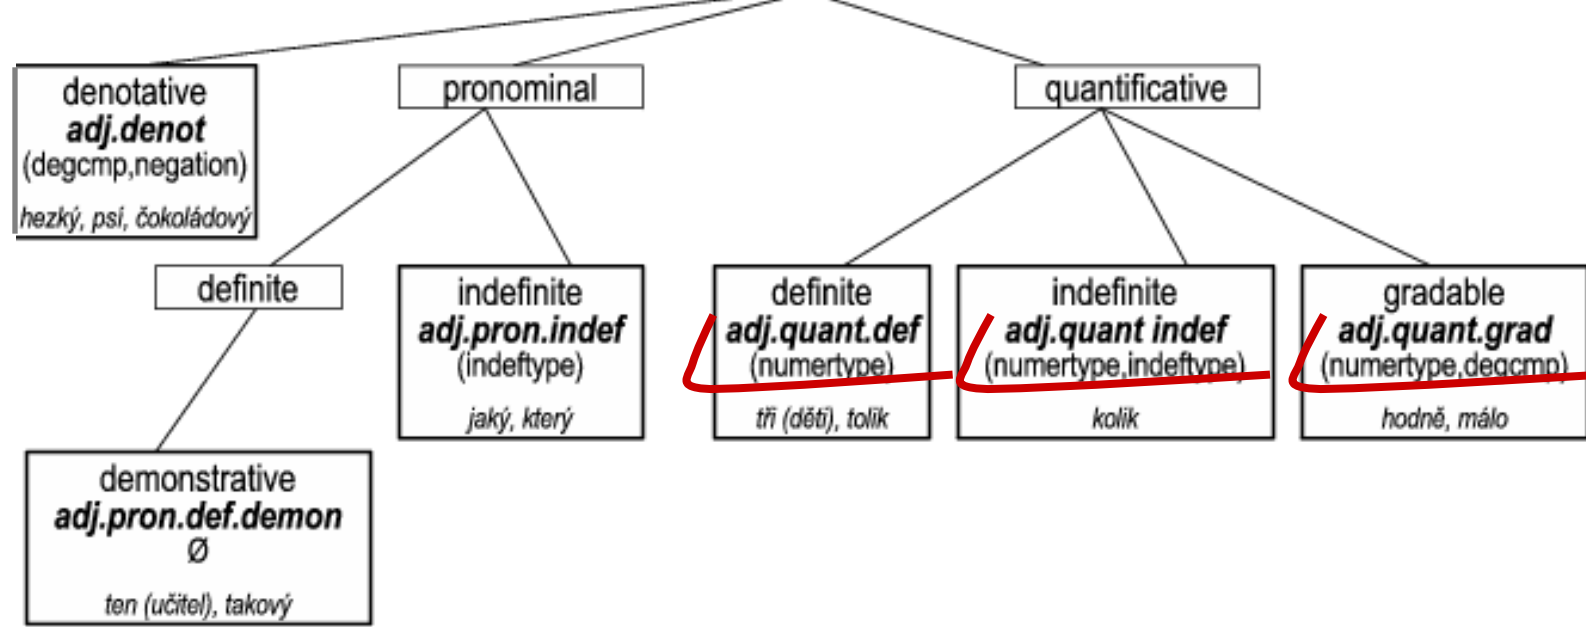 denotative
adj.denot
(degcmp,negation)
hezký, psí, čokoládový
pronominal
quantificative
definite
indefinite
adj.pron.indef
(indeftype)
jaký, který
definite
adj.quant.def
(numertype)
tři (děti), tolik
indefinite
adj.quant indef
(numertype,indeftype)
kolik
gradable
adj.quant.grad
(numertype,degcmp)
hodně, málo
demonstrative
adj.pron.def.demon
Ø
ten (učitel), takový